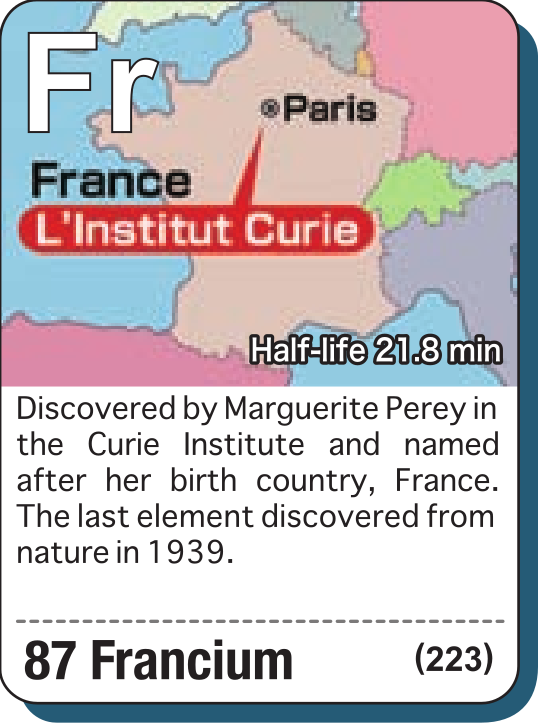 Fr
Paris
France
L'Institut Curie
Half-life 21.8 min
Discovered by Marguerite Perey in
the Curie Institute and named
after her birth country, France.
The last element discovered from
nature in 1939.
87 Francium (223)